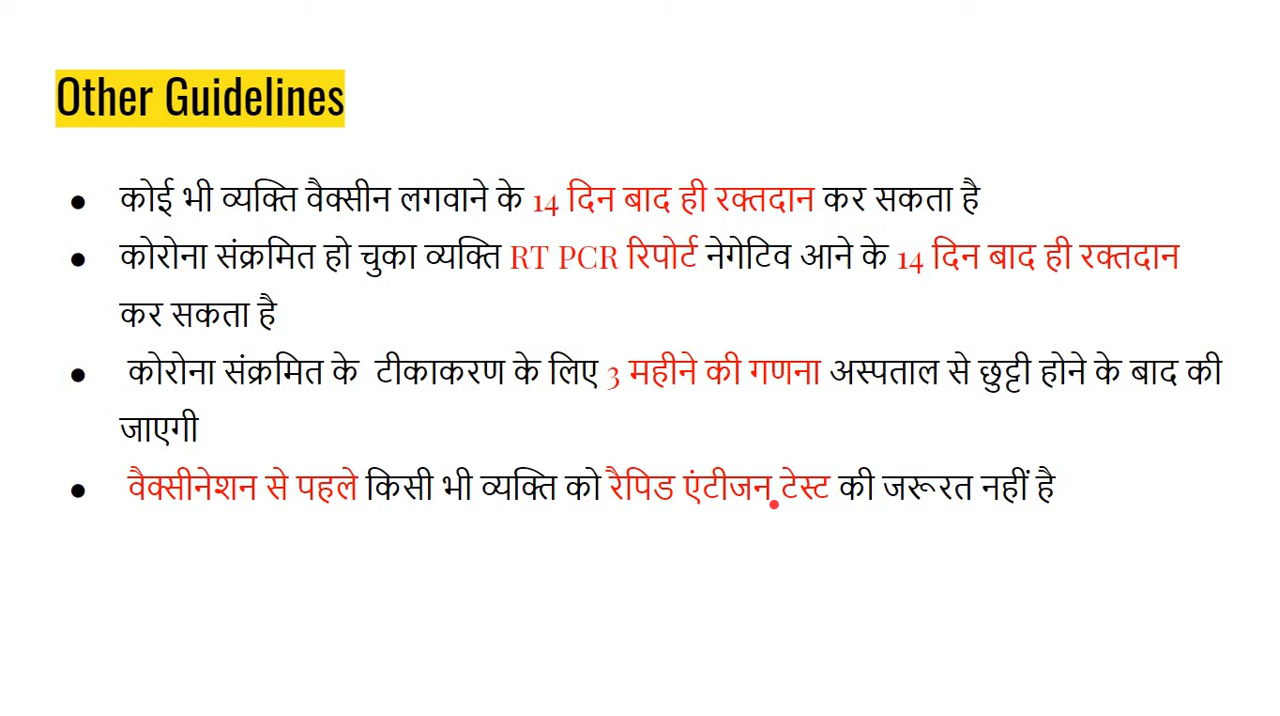 Other Guidelines
● कोई भी व्यक्ति वैक्सीन लगवाने के 14 दिन बाद ही रक्तदान कर सकता है
● कोरोना संक्रमित हो चुका व्यक्ति RT PCR रिपोर्ट नेगेटिव आने के 14 दिन बाद ही रक्तदान
कर सकता है
● कोरोना संक्रमित के टीकाकरण के लिए 3 महीने की गणना अस्पताल से छुट्टी होने के बाद की
जाएगी
● वैक्सीनेशन से पहले किसी भी व्यक्ति को रैपिड एंटीजन टेस्ट की जरूरत नहीं है